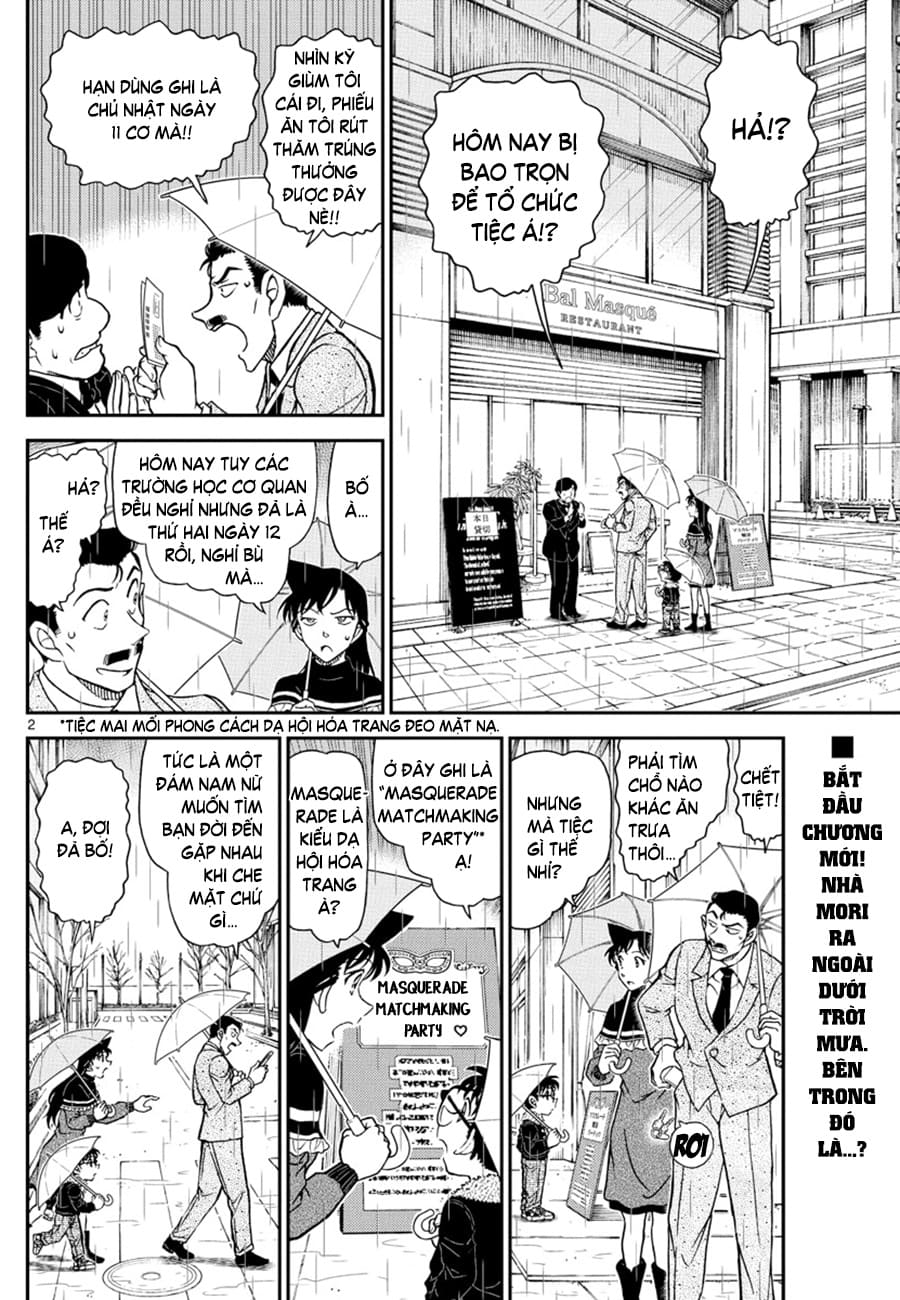 HẢ!?
HÔM NAY BỊ
BAO TRỌN
ĐỂ TỔ CHỨC
TIỆC Á!?
Bal Masqué
RESTAURANT
本日
貸切
NHÌN KỸ
GIÙM TÔI
CÁI ĐI, PHIẾU
ĂN TÔI RÚT
THĂM TRÚNG
THƯỞNG
ĐƯỢC ĐÂY
NÈ!!
HẠN DÙNG GHI LÀ
CHỦ NHẬT NGÀY
11 CƠ MÀ!!
BỐ
À...
HÔM NAY TUY CÁC
TRƯỜNG HỌC CƠ QUAN
ĐỀU NGHỈ NHƯNG ĐÃ LÀ
THỨ HAI NGÀY 12
RỒI, NGHỈ BÙ
MÀ...
HẢ?
THẾ
Á?
2
*TIỆC MAI MỐI PHONG CÁCH DẠ HỘI HÓA TRANG ĐEO MẶT NẠ.
BẮT
ĐẦU
CHƯƠNG
MỚI!
NHÀ
MORI
RA
NGOÀI
DƯỚI
TRỜI
MƯA.
BÊN
TRONG
ĐÓ
LÀ...?
CHẾT
TIỆT!
PHẢI TÌM
CHỖ NÀO
KHÁC ĂN
TRƯA
THÔI...
NHƯNG
MÀ TIỆC
GÌ THẾ
NHỈ?
RƠI
Ở ĐÂY GHI LÀ
"MASQUERADE
MATCHMAKING
PARTY"*
Ạ!
MASQUE-
RADE LÀ
KIỂU DẠ
HỘI HÓA
TRANG
À?
MASQUERADE
MATCHMAKING
PARTY ♡
TỨC LÀ MỘT
ĐÁM NAM NỮ
MUỐN TÌM
BẠN ĐỜI ĐẾN
GẶP NHAU
KHI CHE
MẶT CHỨ
GÌ...
A, ĐỢI
ĐÃ BỐ!